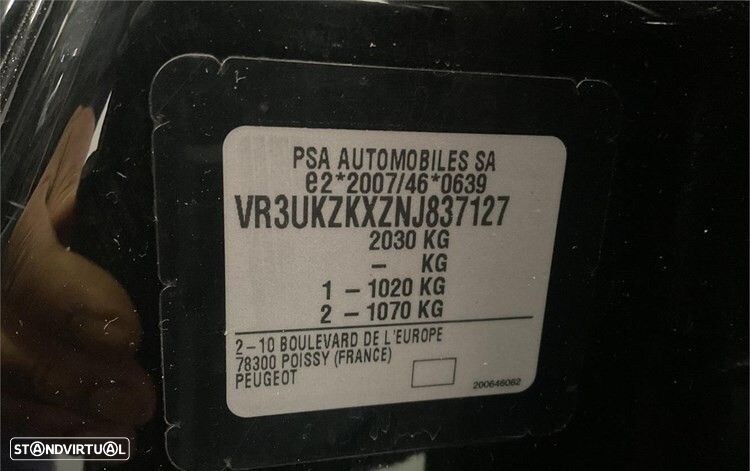 PSA AUTOMOBILES SA
e2*2007/46*0639
VR3UKZKXZNJ837127
2030 KG
- KG
1 - 1020 KG
2 - 1070 KG
2-10 BOULEVARD DE L'EUROPE
78300 POISSY (FRANCE)
PEUGEOT
200646062
STANDVIRTUAL